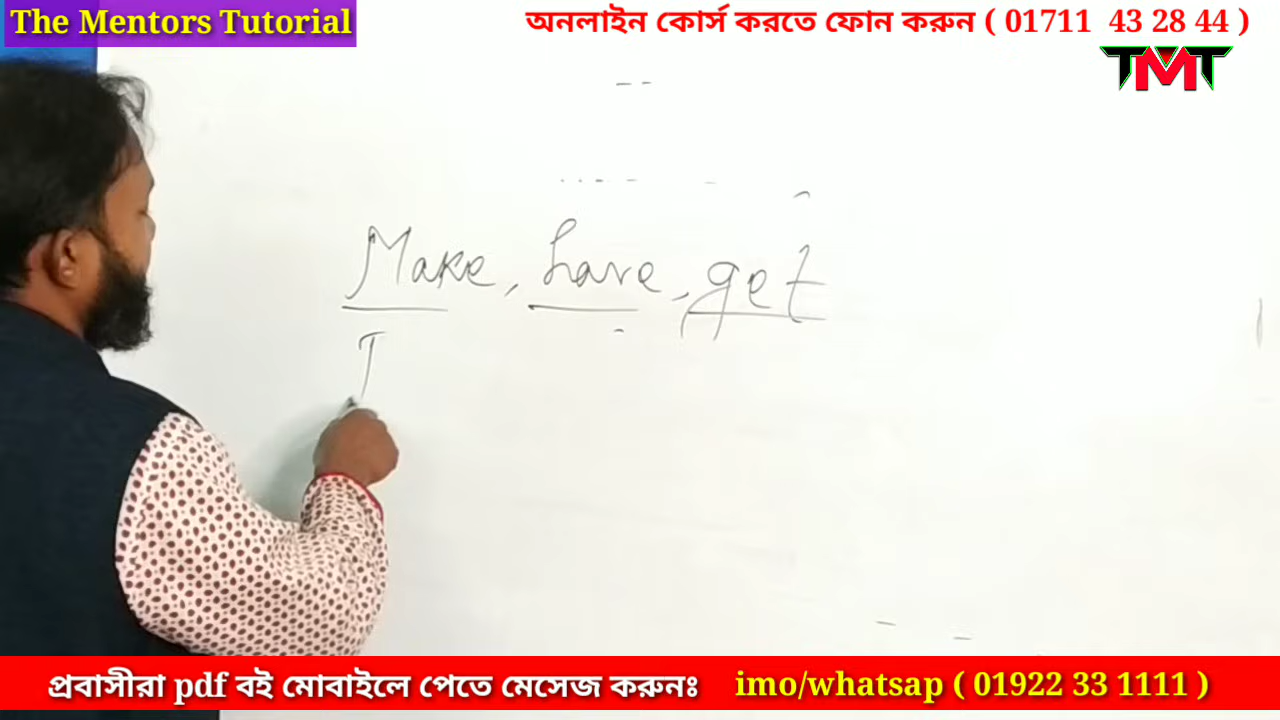 The Mentors Tutorial
অনলাইন কোর্স করতে ফোন করুন ( 01711 43 28 44 )
TMT
Make, have, get
I
প্রবাসীরা pdf বই মোবাইলে পেতে মেসেজ করুনঃ imo/whatsap ( 01922 33 1111 )